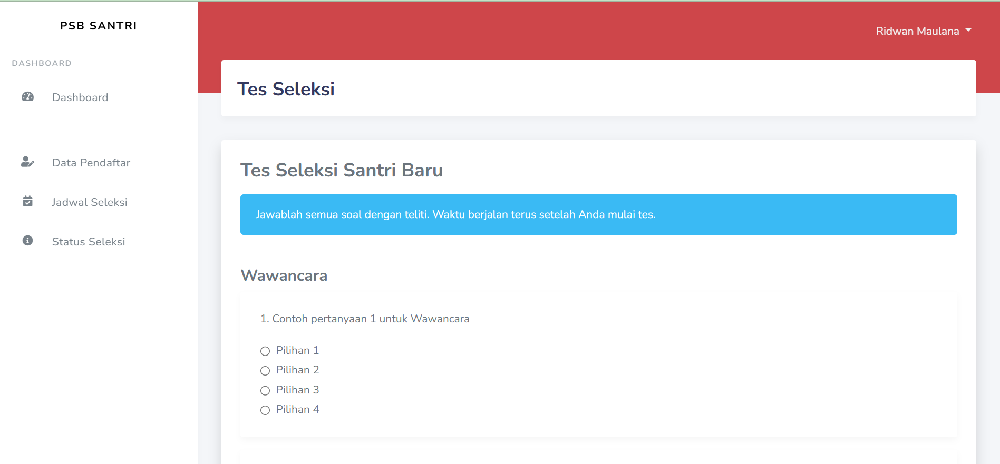 PSB SANTRI
DASHBOARD
Dashboard
Data Pendaftar
Jadwal Seleksi
Status Seleksi
Ridwan Maulana
Tes Seleksi
Tes Seleksi Santri Baru
Jawablah semua soal dengan teliti. Waktu berjalan terus setelah Anda mulai tes.
Wawancara
1. Contoh pertanyaan 1 untuk Wawancara
Pilihan 1
Pilihan 2
Pilihan 3
Pilihan 4